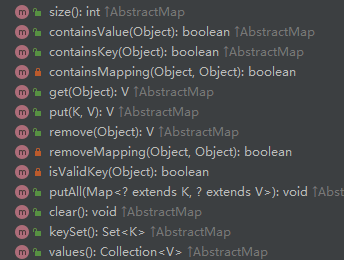 m size(): int ↑AbstractMap
m containsValue(Object): boolean ↑AbstractMap
m containsKey(Object): boolean ↑AbstractMap
m containsMapping(Object, Object): boolean
m get(Object): V ↑AbstractMap
m put(K, V): V ↑AbstractMap
m remove(Object): V ↑AbstractMap
m removeMapping(Object, Object): boolean
m isValidKey(Object): boolean
m putAll(Map<? extends K, ? extends V>): void ↑Abstract
m clear(): void ↑AbstractMap
m keySet(): Set<K> ↑AbstractMap
m values(): Collection<V> ↑AbstractMap